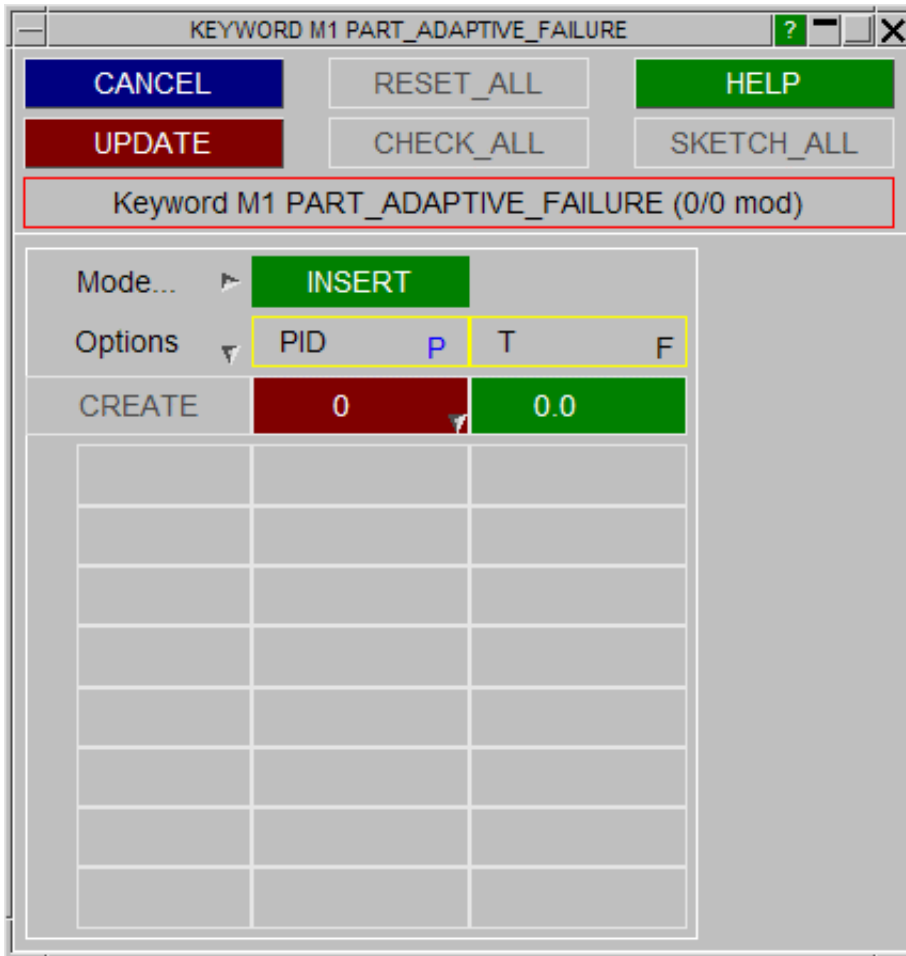 KEYWORD M1 PART_ADAPTIVE_FAILURE ?
CANCEL RESET_ALL HELP
UPDATE CHECK_ALL SKETCH_ALL
Keyword M1 PART_ADAPTIVE_FAILURE (0/0 mod)
Mode... INSERT
Options PID P T F
CREATE 0 0.0